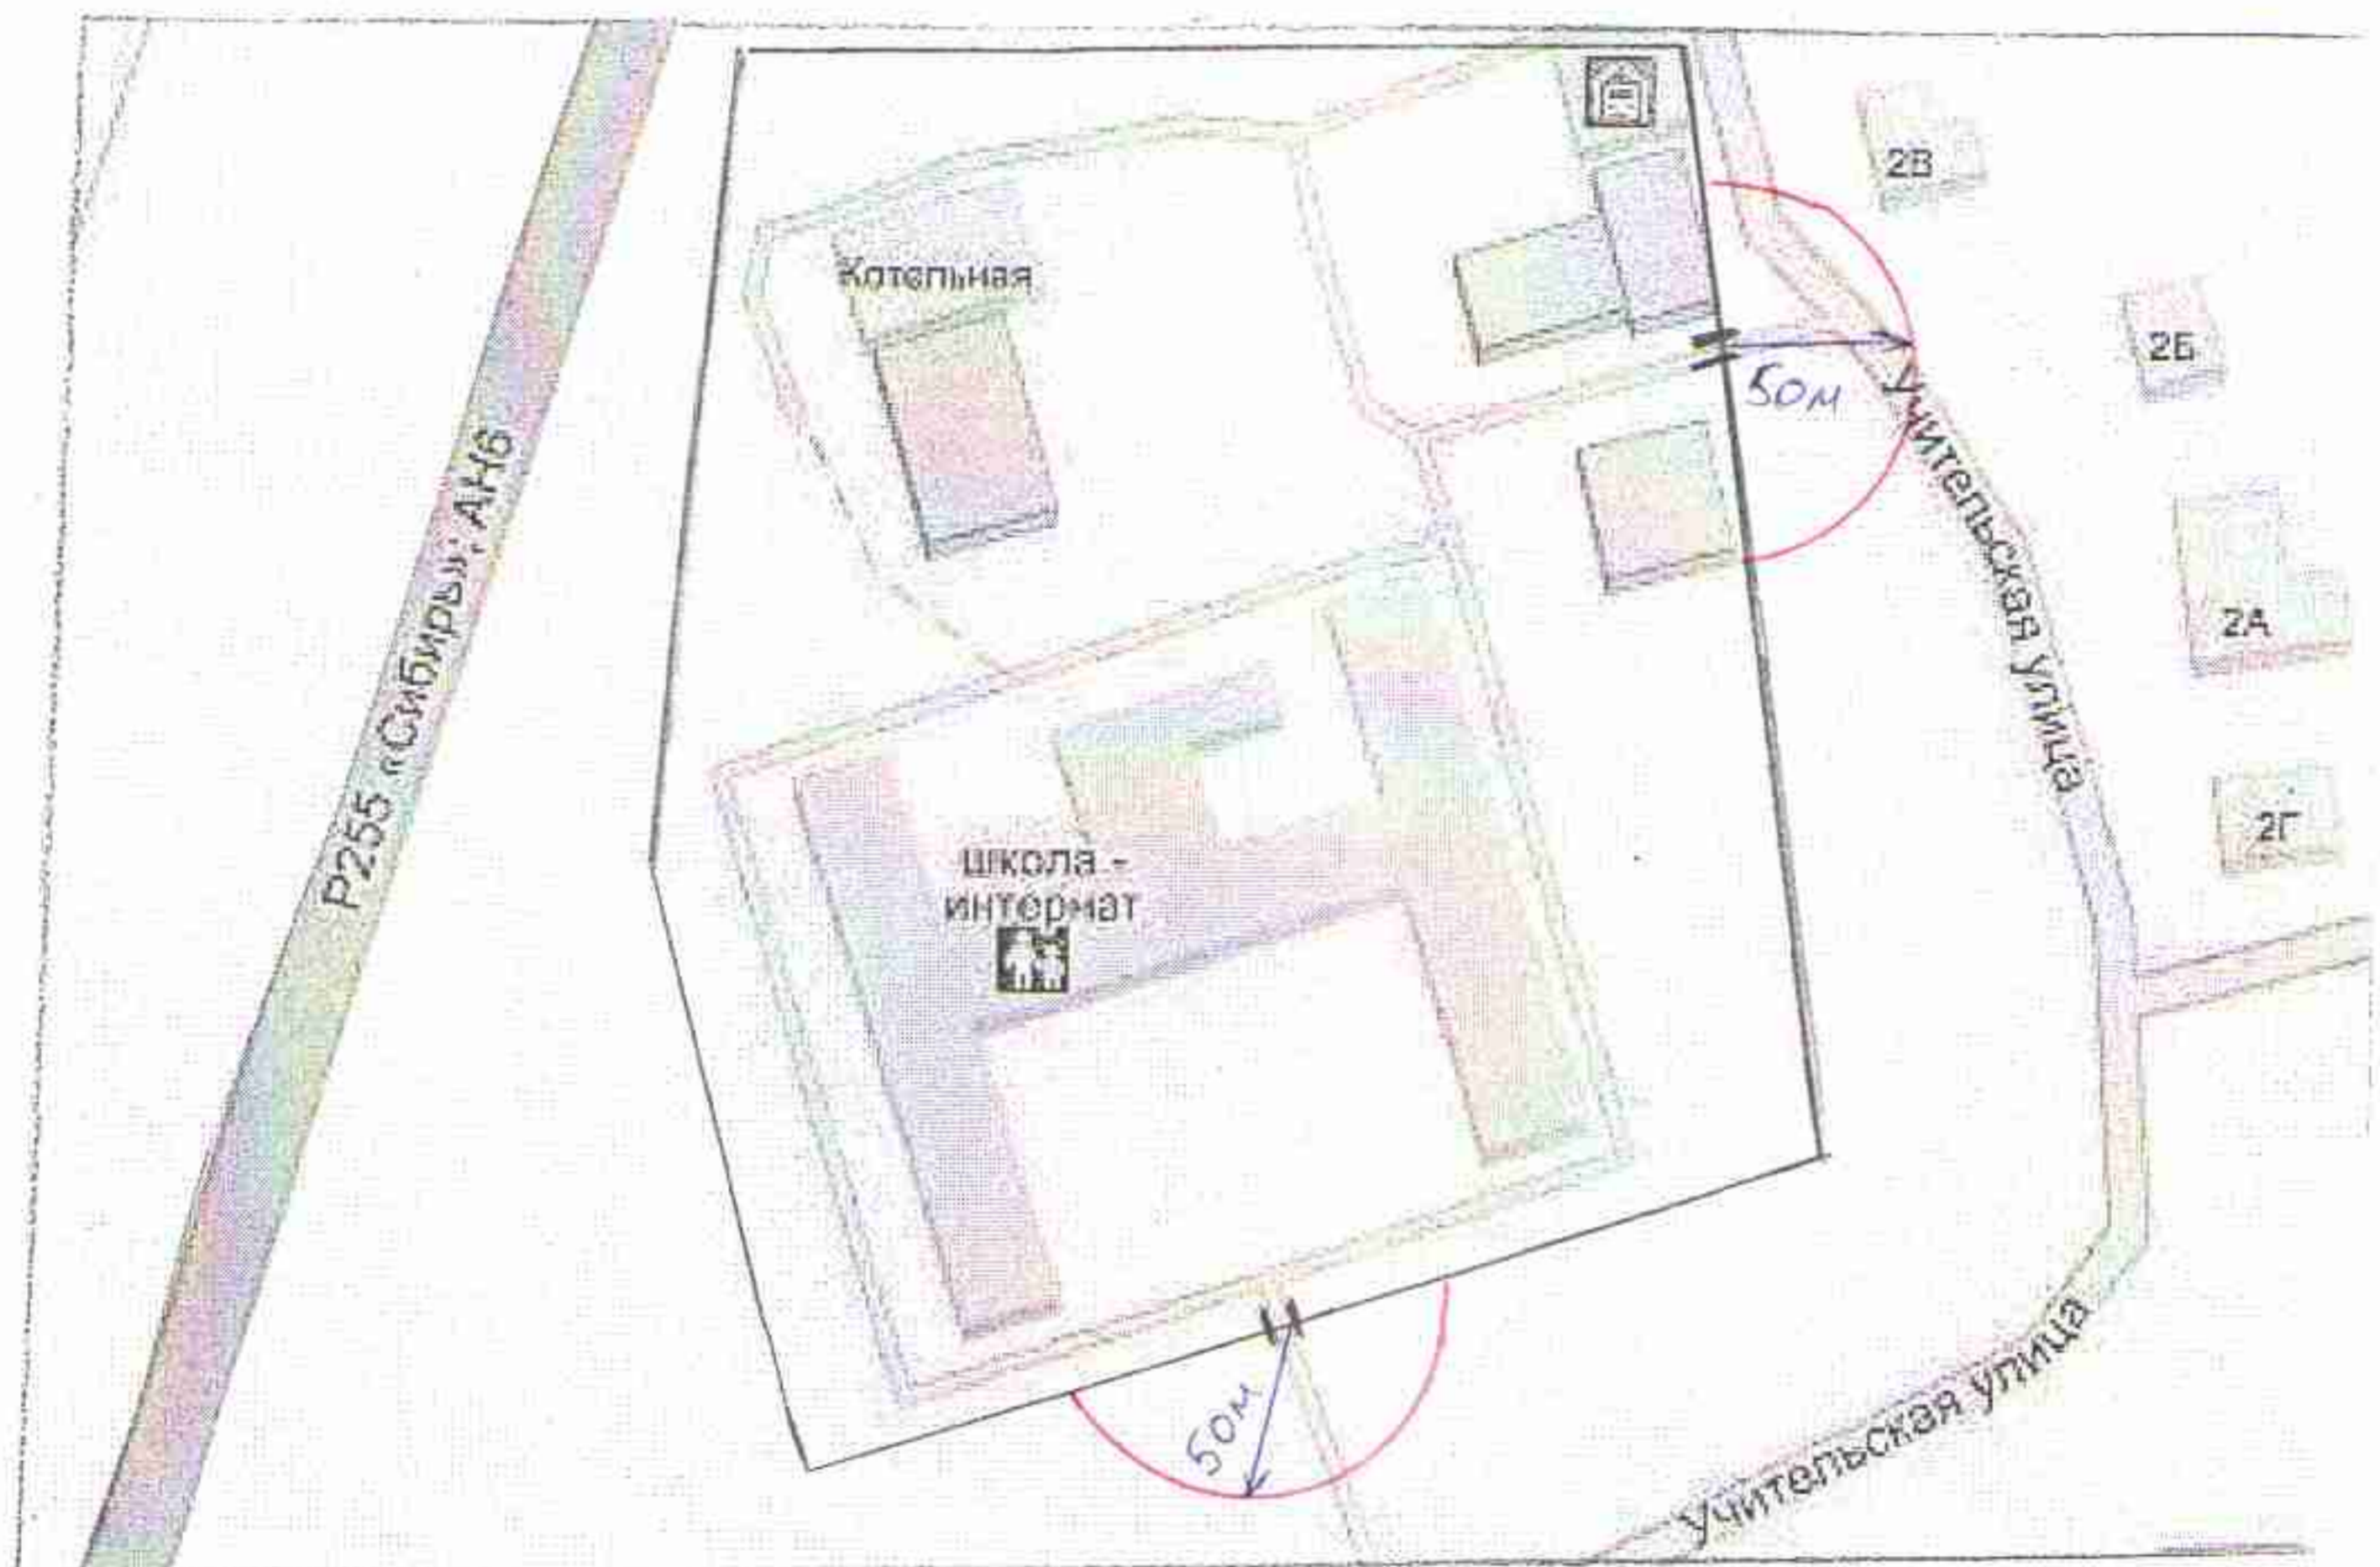 2В
Котельная
2Б
50м
Р255 «Сибирь»; АН6
Учительская улица
2А
2Г
школа -
интернат
50м
Учительская улица